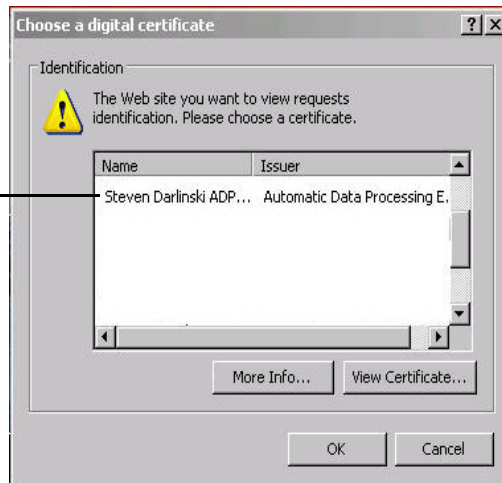 Choose a digital certificate
Identification
The Web site you want to view requests
identification. Please choose a certificate.
Name Issuer
Steven Darlinski ADP... Automatic Data Processing E.
More Info... View Certificate...
OK Cancel